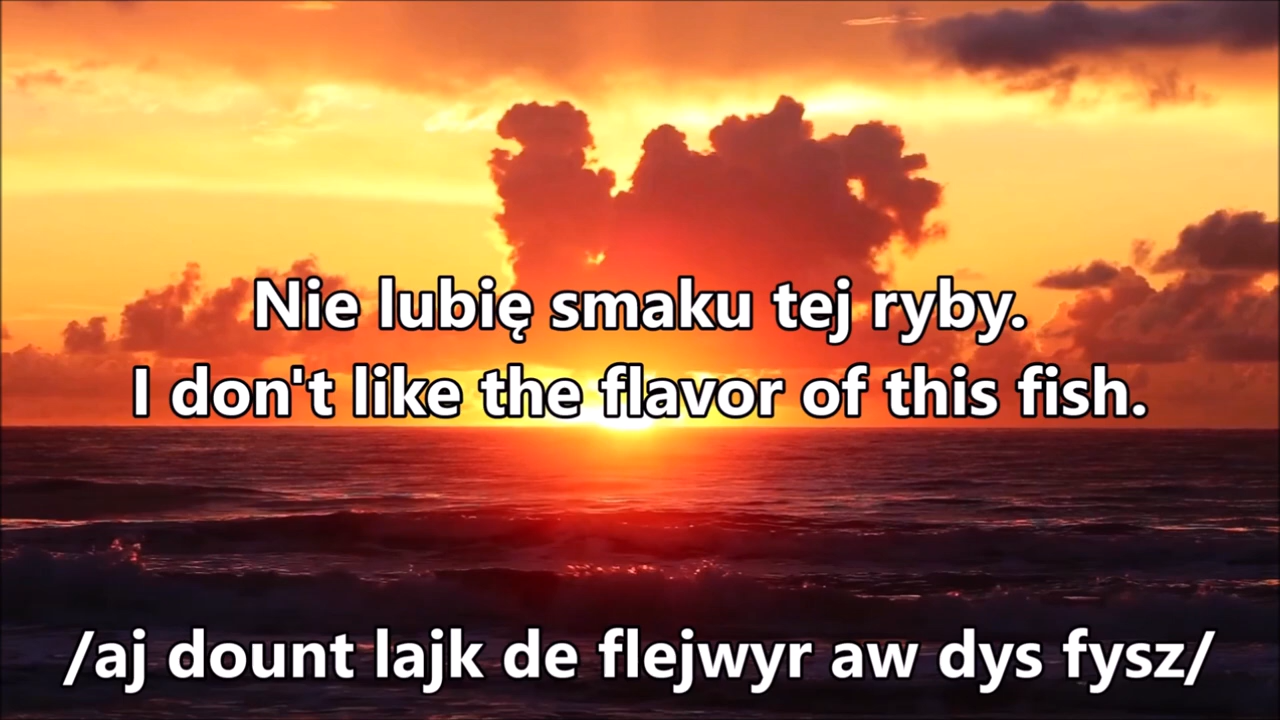 Nie lubię smaku tej ryby.
I don't like the flavor of this fish.
/aj dount lajk de flejwyr aw dys fysz/